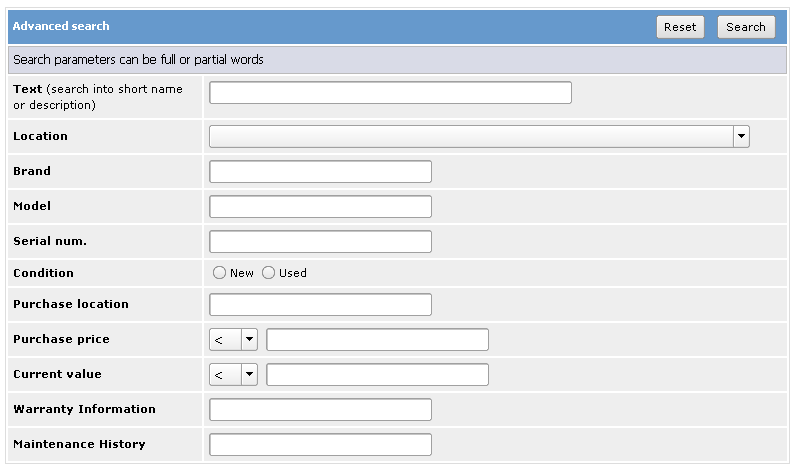 Advanced search
Reset
Search
Search parameters can be full or partial words
Text (search into short name
or description)
Location
Brand
Model
Serial num.
Condition
New
Used
Purchase location
Purchase price
<
Current value
<
Warranty Information
Maintenance History